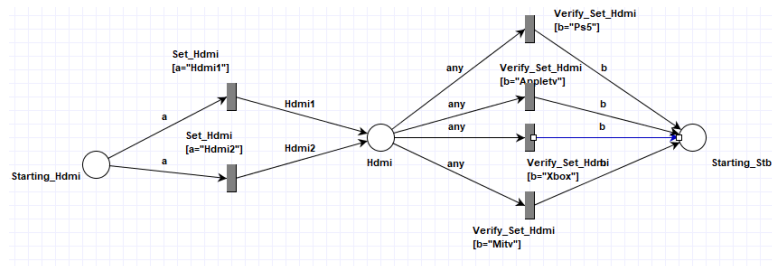 Verify_Set_Hdmi
[b="Ps5"]
Set_Hdmi
[a="Hdmi1"]
any
b
Verify_Set_Hdmi
[b="Appletv"]
a
Hdmi1
any
b
any
b
Set_Hdmi
[a="Hdmi2"]
a
Hdmi2
Hdmi
any
Verify_Set_Hdmi
[b="Xbox"]
b
Starting_Hdmi
Starting_Stb
Verify_Set_Hdmi
[b="Mitv"]